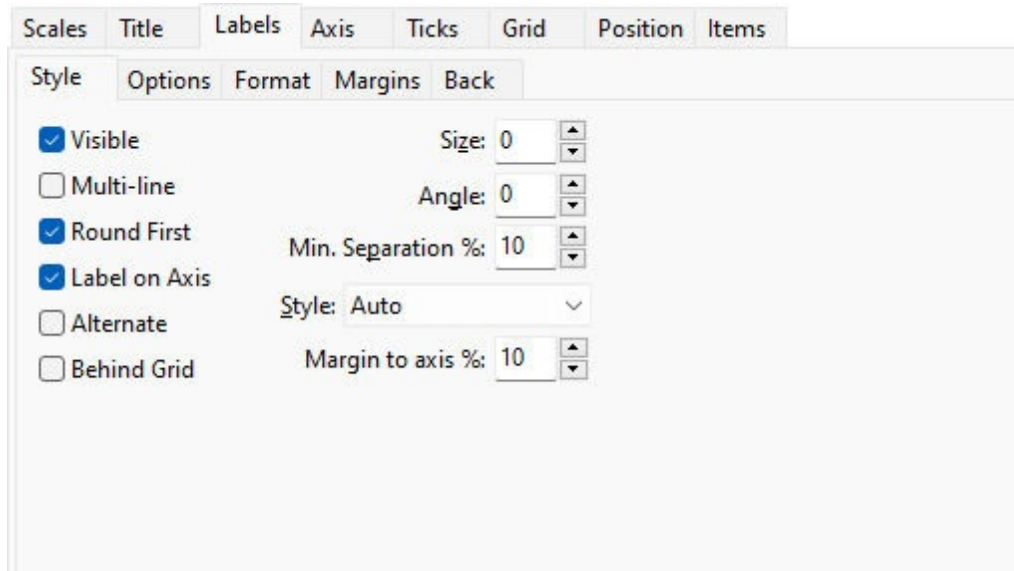 Scales Title Labels Axis Ticks Grid Position Items
Style Options Format Margins Back
Visible Size: 0
Multi-line Angle: 0
Round First Min. Separation %: 10
Label on Axis
Style: Auto
Alternate
Behind Grid Margin to axis %: 10